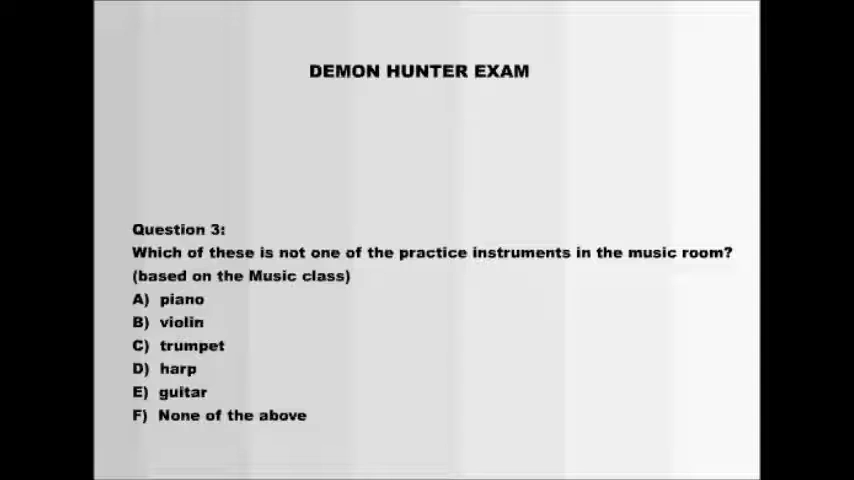 DEMON HUNTER EXAM
Question 3:
Which of these is not one of the practice instruments in the music room?
(based on the Music class)
A) piano
B) violin
C) trumpet
D) harp
E) guitar
F) None of the above